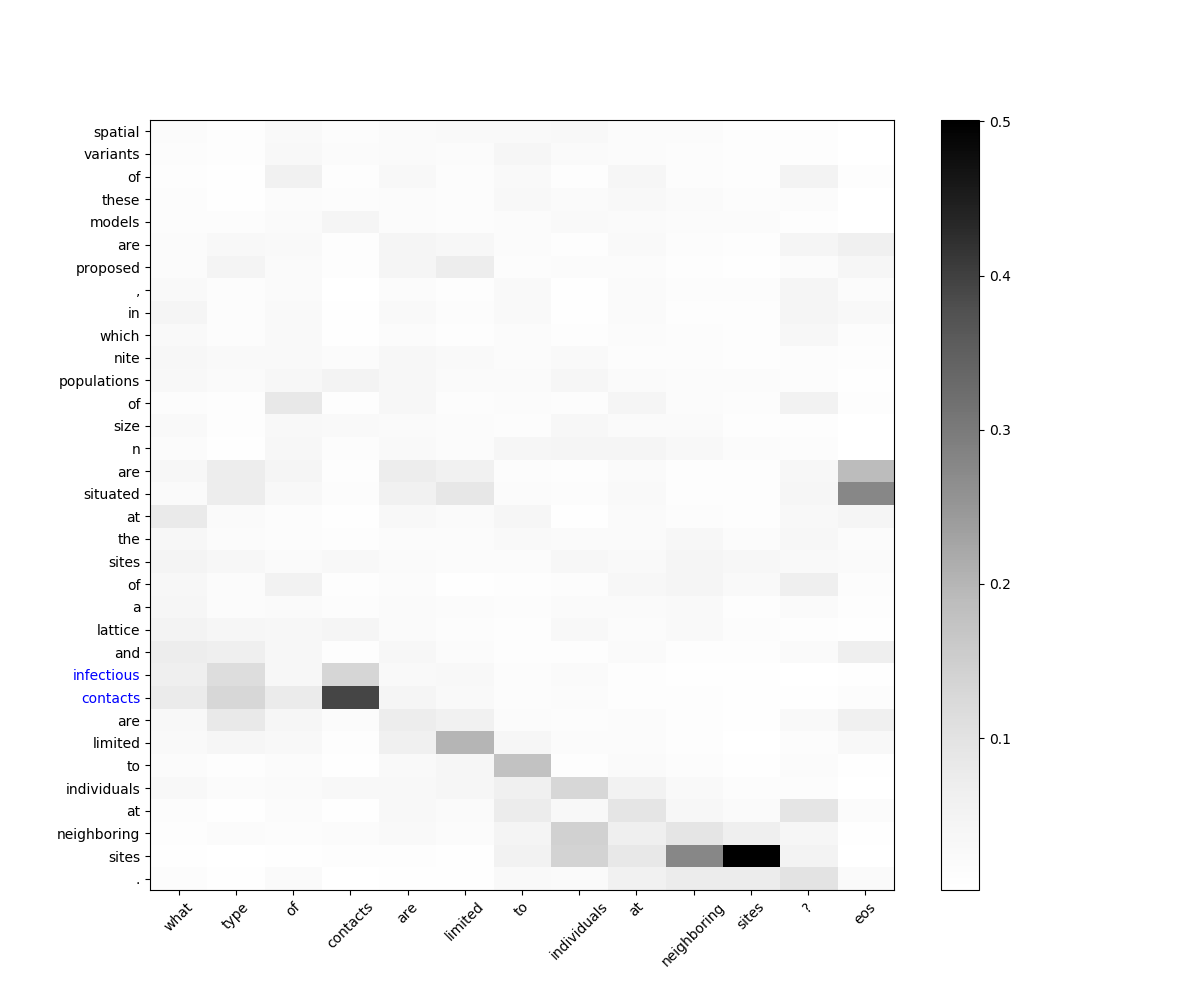 spatial
variants
of
these
models
are
proposed
,
in
which
nite
populations
of
size
n
are
situated
at
the
sites
of
a
lattice
and
infectious
contacts
are
limited
to
individuals
at
neighboring
sites
.
what type of contacts are limited to individuals at neighboring sites ? eos
0.5
0.4
0.3
0.2
0.1